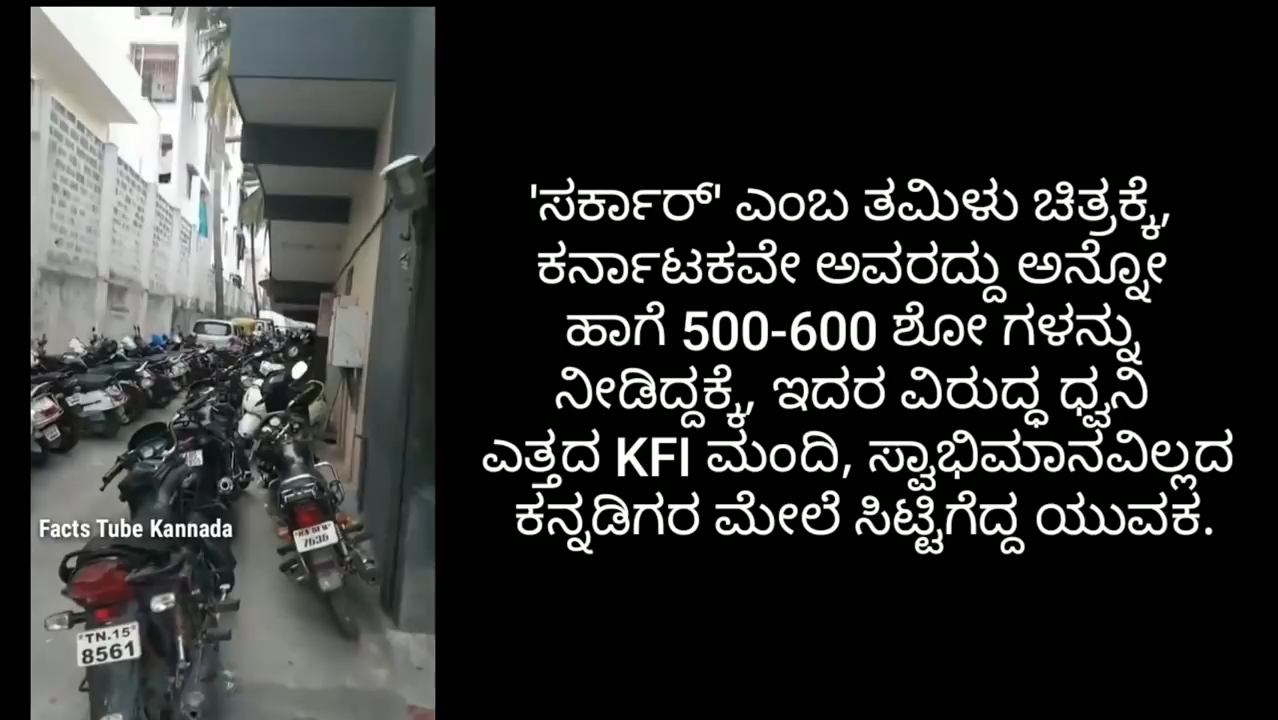 'ಸರ್ಕಾರ್' ಎಂಬ ತಮಿಳು ಚಿತ್ರಕ್ಕೆ,
ಕರ್ನಾಟಕವೇ ಅವರದ್ದು ಅನ್ನೋ
ಹಾಗೆ 500-600 ಶೋ ಗಳನ್ನು
ನೀಡಿದ್ದಕ್ಕೆ, ಇದರ ವಿರುದ್ಧ ಧ್ವನಿ
ಎತ್ತದ KFI ಮಂದಿ, ಸ್ವಾಭಿಮಾನವಿಲ್ಲದ
ಕನ್ನಡಿಗರ ಮೇಲೆ ಸಿಟ್ಟಿಗೆದ್ದ ಯುವಕ.
Facts Tube Kannada
7636
TN.15
8561